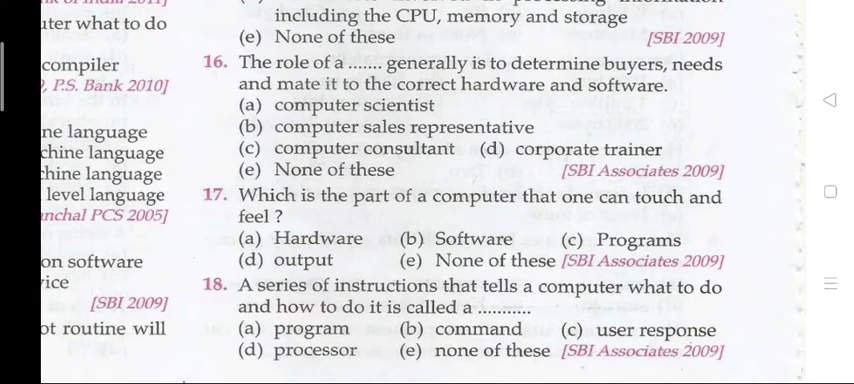 uter what to do
compiler
P.S. Bank 2010]
ne language
chine language
chine language
level language
anchal PCS 2005]
on software
vice
[SBI 2009]
ot routine will
including the CPU, memory and storage
(e) None of these [SBI 2009]
16. The role of a ........ generally is to determine buyers, needs
and mate it to the correct hardware and software.
(a) computer scientist
(b) computer sales representative
(c) computer consultant (d) corporate trainer
(e) None of these [SBI Associates 2009]
17. Which is the part of a computer that one can touch and
feel ?
(a) Hardware (b) Software (c) Programs
(d) output (e) None of these [SBI Associates 2009]
18. A series of instructions that tells a computer what to do
and how to do it is called a ...........
(a) program (b) command (c) user response
(d) processor (e) none of these [SBI Associates 2009]